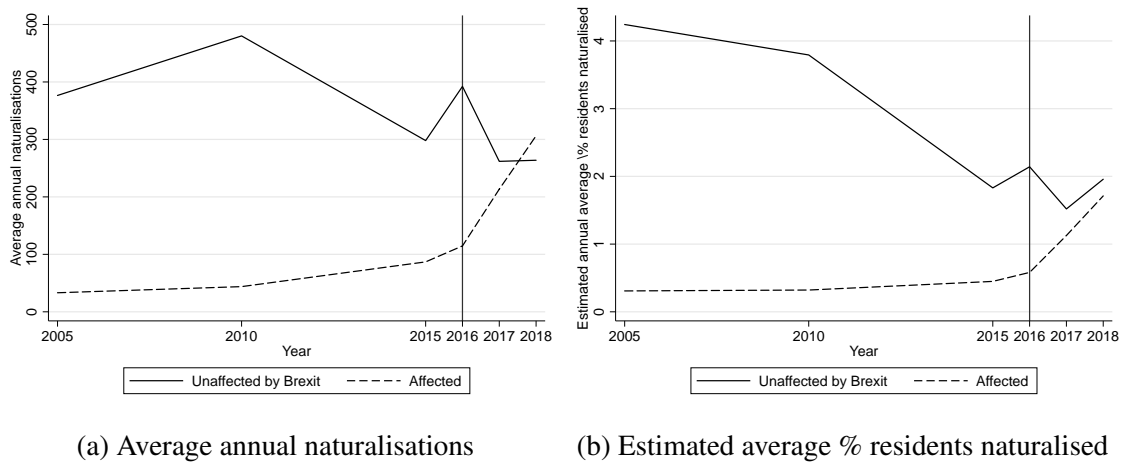 Average annual naturalisations
500
400
300
200
100
0
2005
2010
2015 2016 2017 2018
Year
Unaffected by Brexit
Affected
(a) Average annual naturalisations
Estimated annual average \% residents naturalised
4
3
2
1
0
2005
2010
2015 2016 2017 2018
Year
Unaffected by Brexit
Affected
(b) Estimated average % residents naturalised